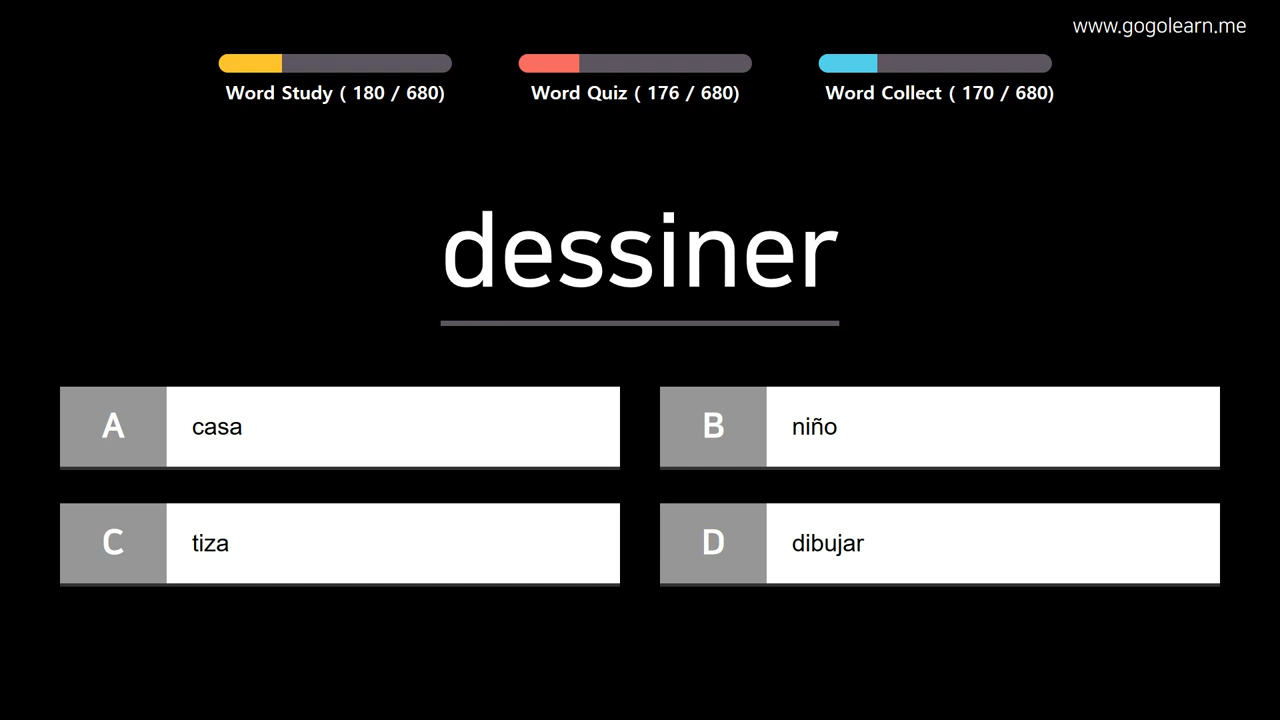 www.gogolearn.me
Word Study ( 180 / 680)
Word Quiz ( 176 / 680)
Word Collect ( 170 / 680)
dessiner
A casa
B niño
C tiza
D dibujar